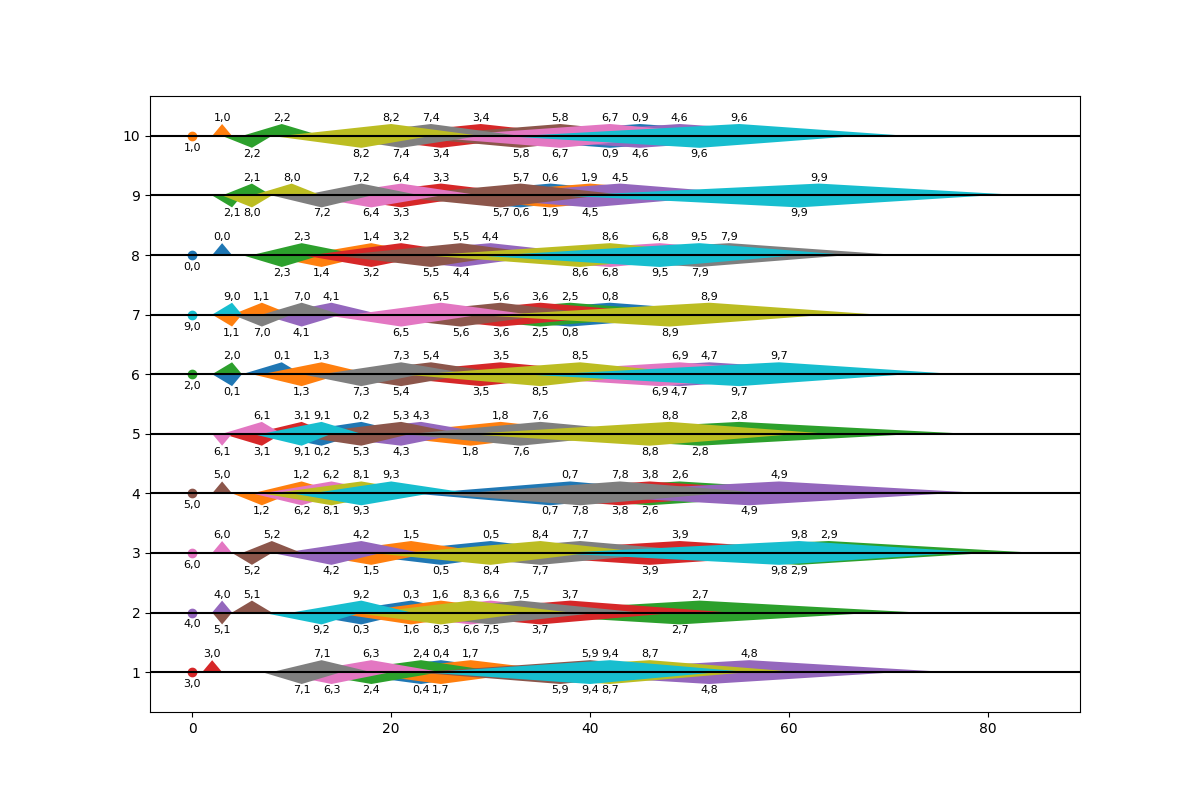 1,0 2,2 8,2 7,4 3,4 5,8 6,7 0,9 4,6 9,6
10
1,0 2,2 8,2 7,4 3,4 5,8 6,7 0,9 4,6 9,6
2,1 8,0 7,2 6,4 3,3 5,7 0,6 1,9 4,5 9,9
9
2,1 8,0 7,2 6,4 3,3 5,7 0,6 1,9 4,5 9,9
0,0 2,3 1,4 3,2 5,5 4,4 8,6 6,8 9,5 7,9
8
0,0 2,3 1,4 3,2 5,5 4,4 8,6 6,8 9,5 7,9
9,0 1,1 7,0 4,1 6,5 5,6 3,6 2,5 0,8 8,9
7
9,0 1,1 7,0 4,1 6,5 5,6 3,6 2,5 0,8 8,9
2,0 0,1 1,3 7,3 5,4 3,5 8,5 6,9 4,7 9,7
6
2,0 0,1 1,3 7,3 5,4 3,5 8,5 6,9 4,7 9,7
6,1 3,1 9,1 0,2 5,3 4,3 1,8 7,6 8,8 2,8
5
6,1 3,1 9,1 0,2 5,3 4,3 1,8 7,6 8,8 2,8
5,0 1,2 6,2 8,1 9,3 0,7 7,8 3,8 2,6 4,9
4
5,0 1,2 6,2 8,1 9,3 0,7 7,8 3,8 2,6 4,9
6,0 5,2 4,2 1,5 0,5 8,4 7,7 3,9 9,8 2,9
3
6,0 5,2 4,2 1,5 0,5 8,4 7,7 3,9 9,8 2,9
4,0 5,1 9,2 0,3 1,6 8,3 6,6 7,5 3,7 2,7
2
4,0 5,1 9,2 0,3 1,6 8,3 6,6 7,5 3,7 2,7
3,0 7,1 6,3 2,4 0,4 1,7 5,9 9,4 8,7 4,8
1
3,0 7,1 6,3 2,4 0,4 1,7 5,9 9,4 8,7 4,8
0 20 40 60 80